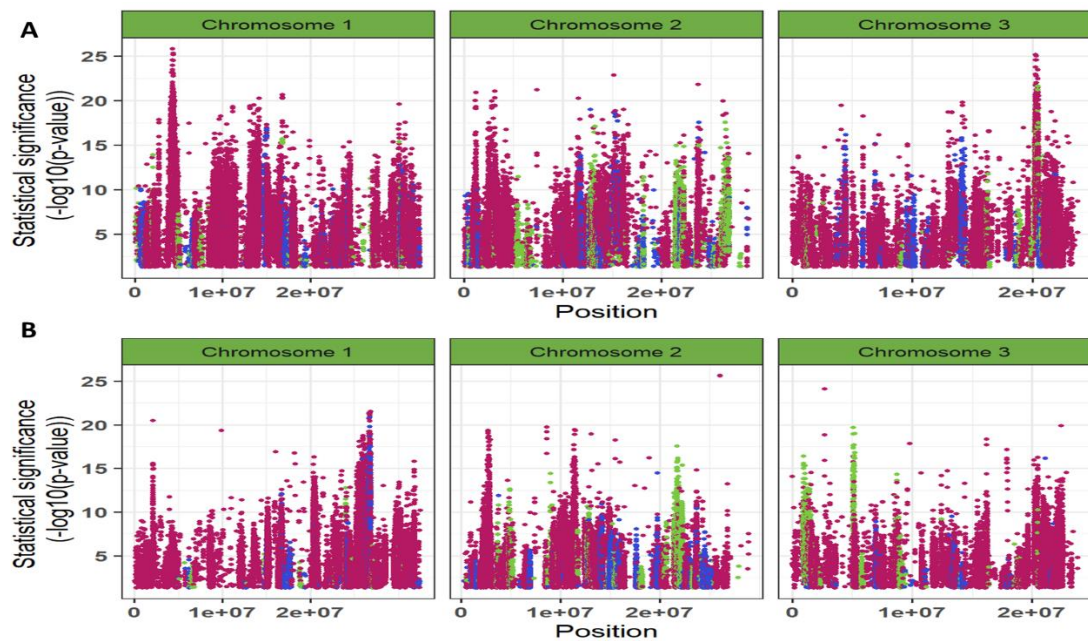 A
Chromosome 1
Chromosome 2
Chromosome 3
Statistical significance
(-log10(p-value))
25
20
15
10
5
0
1e+07
2e+07
0
1e+07
2e+07
0
1e+07
2e+07
Position
B
Chromosome 1
Chromosome 2
Chromosome 3
Statistical significance
(-log10(p-value))
25
20
15
10
5
0
1e+07
2e+07
0
1e+07
2e+07
0
1e+07
2e+07
Position